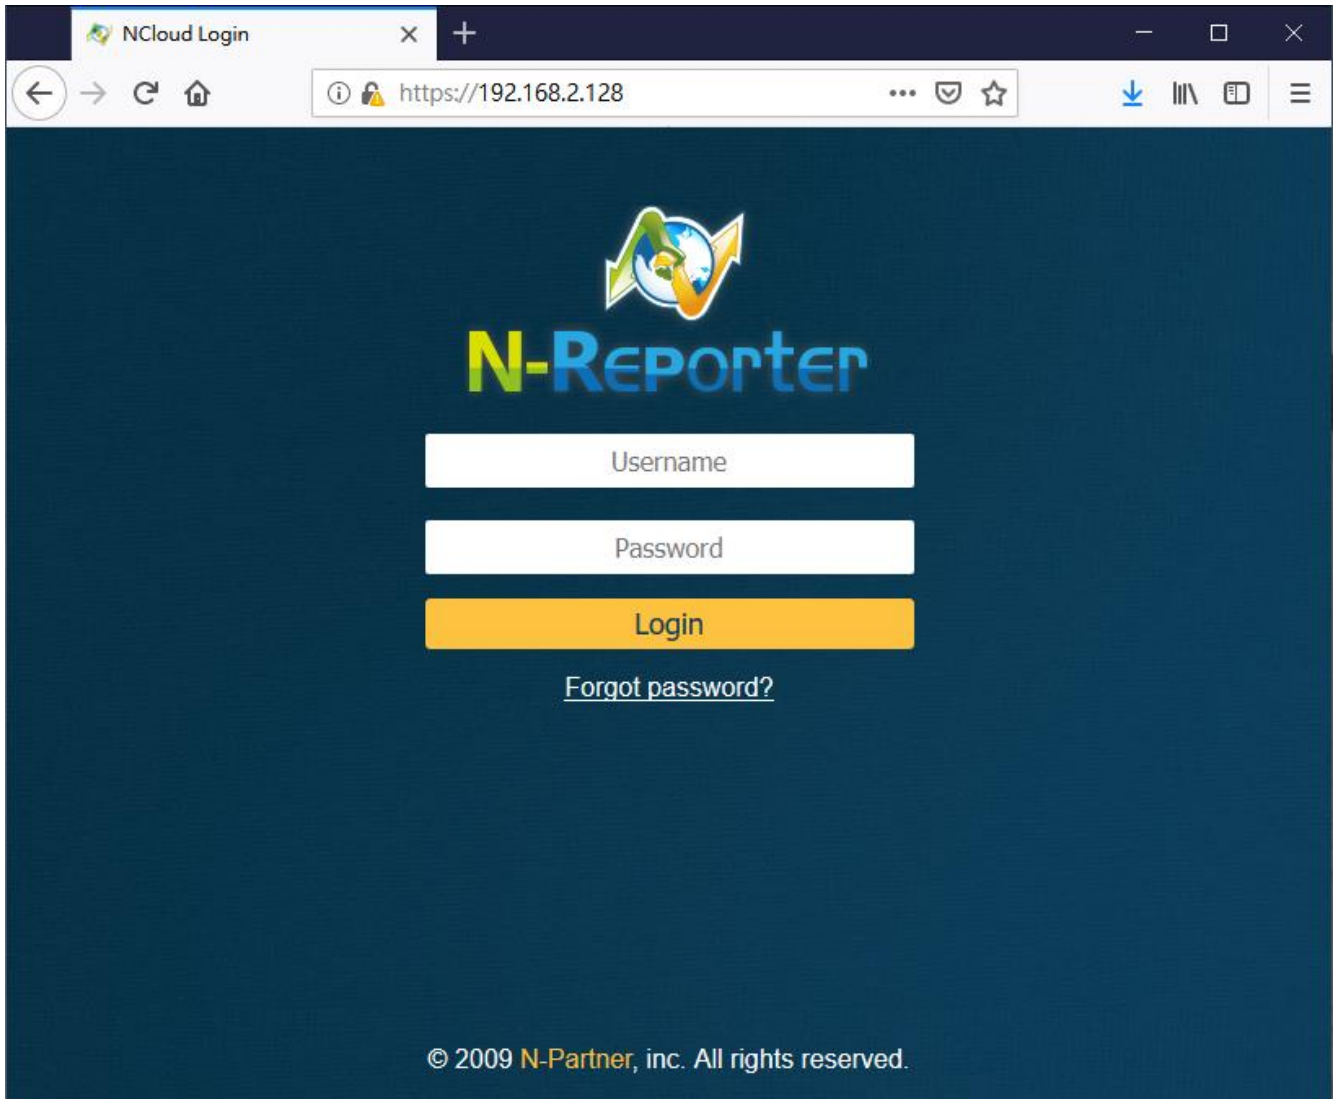 NCloud Login
https://192.168.2.128
N-Reporter
Username
Password
Login
Forgot password?
© 2009 N-Partner, inc. All rights reserved.